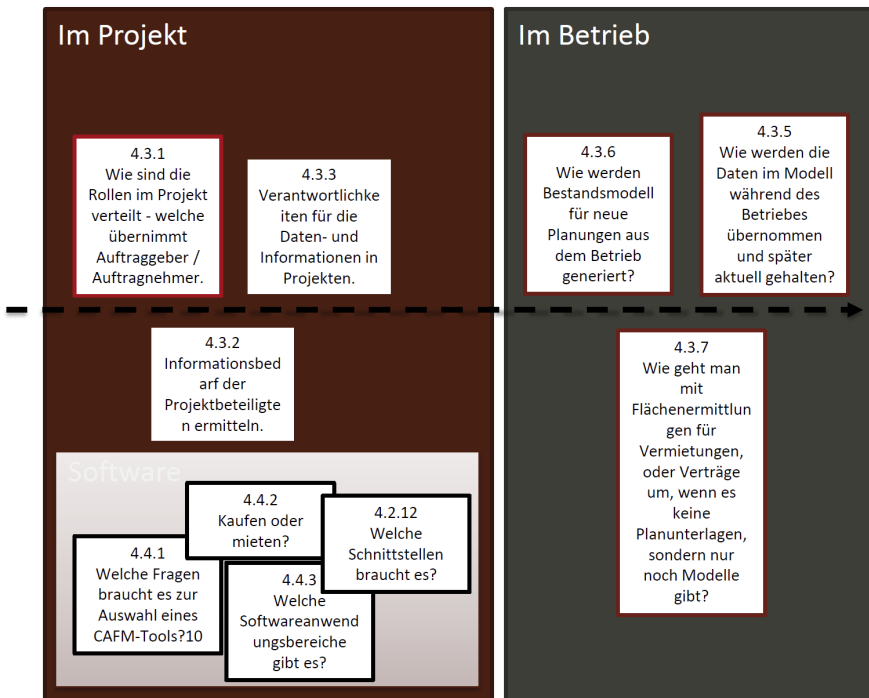 Im Projekt
4.3.1
Wie sind die
Rollen im Projekt
verteilt - welche
übernimmt
Auftraggeber /
Auftragnehmer.
4.3.3
Verantwortlichke
iten für die
Daten- und
Informationen in
Projekten.
4.3.2
Informationsbed
arf der
Projektbeteiligte
n ermitteln.
Software
4.4.1
Welche Fragen
braucht es zur
Auswahl eines
CAFM-Tools?10
4.4.2
Kaufen oder
mieten?
4.4.3
Welche
Softwareanwend
ungsbereiche
gibt es?
4.2.12
Welche
Schnittstellen
braucht es?
Im Betrieb
4.3.6
Wie werden
Bestandsmodell
für neue
Planungen aus
dem Betrieb
generiert?
4.3.5
Wie werden die
Daten im Modell
während des
Betriebes
übernommen
und später
aktuell gehalten?
4.3.7
Wie geht man
mit
Flächenermittlun
gen für
Vermietungen,
oder Verträge
um, wenn es
keine
Planunterlagen,
sondern nur
noch Modelle
gibt?